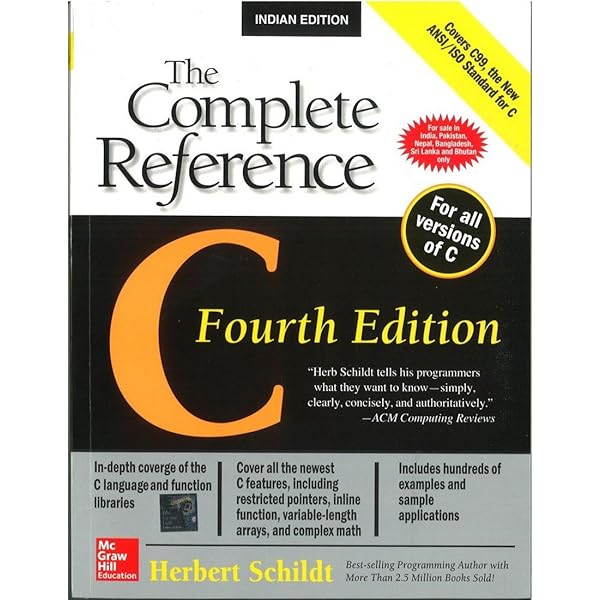 INDIAN EDITION
Covers C99, the New
ANSI/ISO Standard for C
The
Complete
Reference
For sale in
India, Pakistan,
Nepal, Bangladesh,
Sri Lanka and Bhutan
only
For all
versions
of C
C
Fourth Edition
“Herb Schildt tells his programmers
what they want to know—simply,
clearly, concisely, and authoritatively.”
—ACM Computing Reviews
In-depth coverge of the
C language and function
libraries
Cover all the newest
C features, including
restricted pointers, inline
function, variable-length
arrays, and complex math
Includes hundreds of
examples and
sample
applications
Mc
Graw
Hill
Education
Herbert Schildt
Best-selling Programming Author with
More Than 2.5 Million Books Sold!